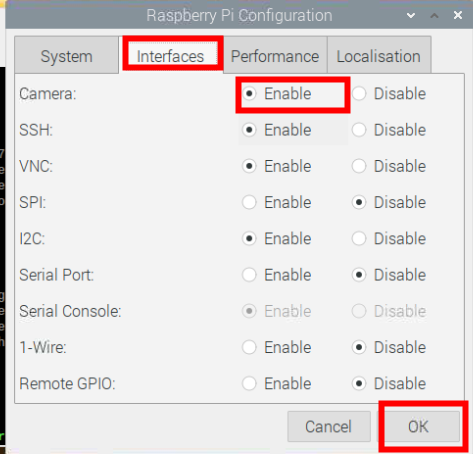 Raspberry Pi Configuration
System Interfaces Performance Localisation
Camera: Enable Disable
SSH: Enable Disable
VNC: Enable Disable
SPI: Enable Disable
I2C: Enable Disable
Serial Port: Enable Disable
Serial Console: Enable Disable
1-Wire: Enable Disable
Remote GPIO: Enable Disable
Cancel OK